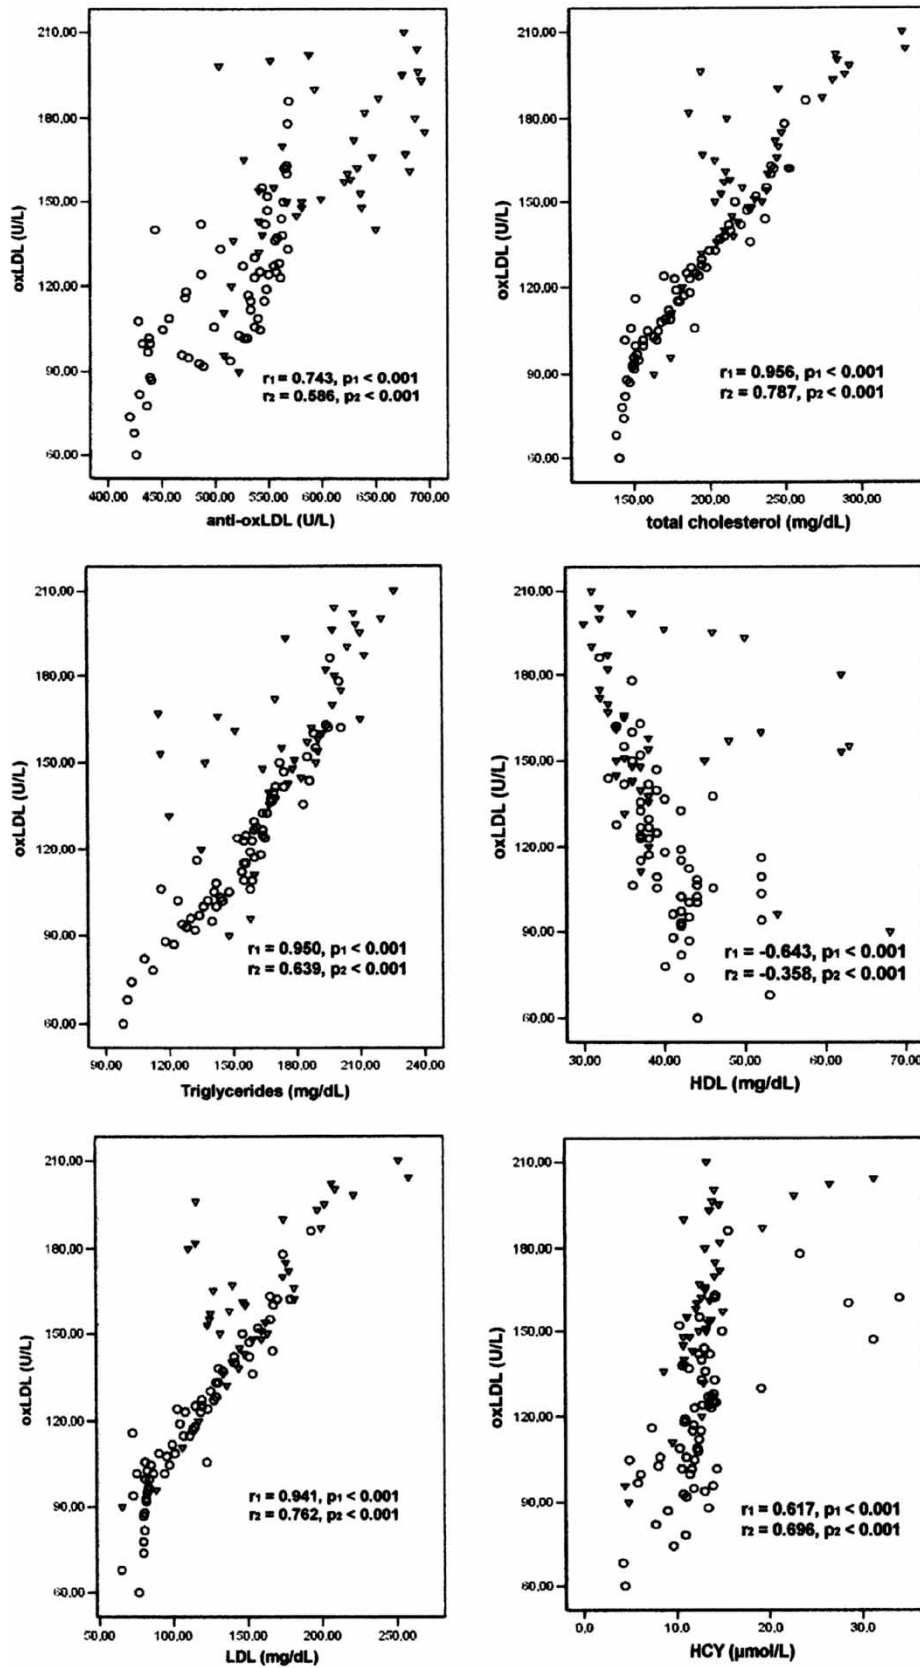 210,00
180,00
150,00
120,00
90,00
60,00
oxLDL (U/L)
r1 = 0.743, p1 < 0.001
r2 = 0.586, p2 < 0.001
400,00 450,00 500,00 550,00 600,00 650,00 700,00
anti-oxLDL (U/L)
210,00
180,00
150,00
120,00
90,00
60,00
oxLDL (U/L)
r1 = 0.956, p1 < 0.001
r2 = 0.787, p2 < 0.001
150,00 200,00 250,00 300,00
total cholesterol (mg/dL)
210,00
180,00
150,00
120,00
90,00
60,00
oxLDL (U/L)
r1 = 0.950, p1 < 0.001
r2 = 0.639, p2 < 0.001
90,00 120,00 150,00 180,00 210,00 240,00
Triglycerides (mg/dL)
210,00
180,00
150,00
120,00
90,00
60,00
oxLDL (U/L)
r1 = -0.643, p1 < 0.001
r2 = -0.358, p2 < 0.001
30,00 40,00 50,00 60,00 70,00
HDL (mg/dL)
210,00
180,00
150,00
120,00
90,00
60,00
oxLDL (U/L)
r1 = 0.941, p1 < 0.001
r2 = 0.762, p2 < 0.001
50,00 100,00 150,00 200,00 250,00
LDL (mg/dL)
210,00
180,00
150,00
120,00
90,00
60,00
oxLDL (U/L)
r1 = 0.617, p1 < 0.001
r2 = 0.696, p2 < 0.001
0,0 10,0 20,0 30,0
HCY (µmol/L)